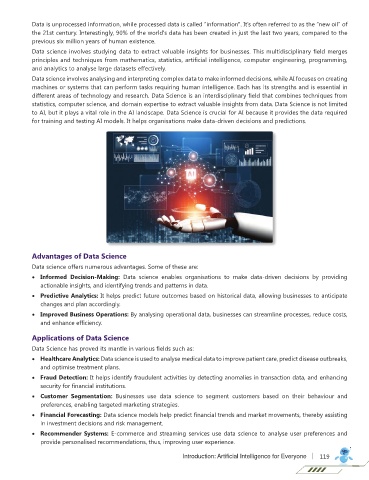 Data is unprocessed information, while processed data is called "information". It's often referred to as the "new oil" of
the 21st century. Interestingly, 90% of the world's data has been created in just the last two years, compared to the
previous six million years of human existence.
Data science involves studying data to extract valuable insights for businesses. This multidisciplinary field merges
principles and techniques from mathematics, statistics, artificial intelligence, computer engineering, programming,
and analytics to analyse large datasets effectively.
Data science involves analysing and interpreting complex data to make informed decisions, while AI focuses on creating
machines or systems that can perform tasks requiring human intelligence. Each has its strengths and is essential in
different areas of technology and research. Data Science is an interdisciplinary field that combines techniques from
statistics, computer science, and domain expertise to extract valuable insights from data. Data Science is not limited
to AI, but it plays a vital role in the AI landscape. Data Science is crucial for AI because it provides the data required
for training and testing AI models. It helps organisations make data-driven decisions and predictions.
AI
Advantages of Data Science
Data science offers numerous advantages. Some of these are:
• Informed Decision-Making: Data science enables organisations to make data-driven decisions by providing
actionable insights, and identifying trends and patterns in data.
• Predictive Analytics: It helps predict future outcomes based on historical data, allowing businesses to anticipate
changes and plan accordingly.
• Improved Business Operations: By analysing operational data, businesses can streamline processes, reduce costs,
and enhance efficiency.
Applications of Data Science
Data Science has proved its mantle in various fields such as:
• Healthcare Analytics: Data science is used to analyse medical data to improve patient care, predict disease outbreaks,
and optimise treatment plans.
• Fraud Detection: It helps identify fraudulent activities by detecting anomalies in transaction data, and enhancing
security for financial institutions.
• Customer Segmentation: Businesses use data science to segment customers based on their behaviour and
preferences, enabling targeted marketing strategies.
• Financial Forecasting: Data science models help predict financial trends and market movements, thereby assisting
in investment decisions and risk management.
• Recommender Systems: E-commerce and streaming services use data science to analyse user preferences and
provide personalised recommendations, thus, improving user experience.
Introduction: Artificial Intelligence for Everyone | 119